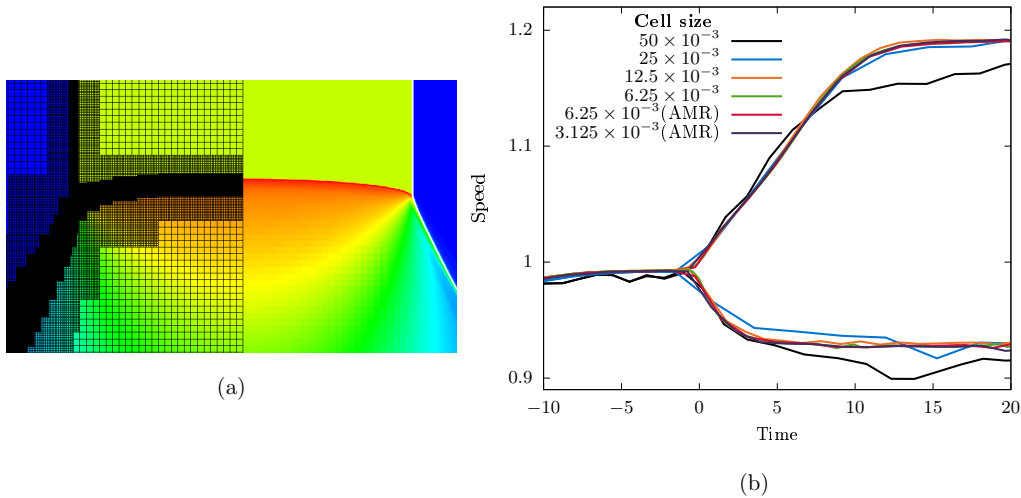 (a)
Cell size
50 × 10⁻³
25 × 10⁻³
12.5 × 10⁻³
6.25 × 10⁻³
6.25 × 10⁻³(AMR)
3.125 × 10⁻³(AMR)
Speed
1.2
1.1
1
0.9
−10 −5 0 5 10 15 20
Time
(b)